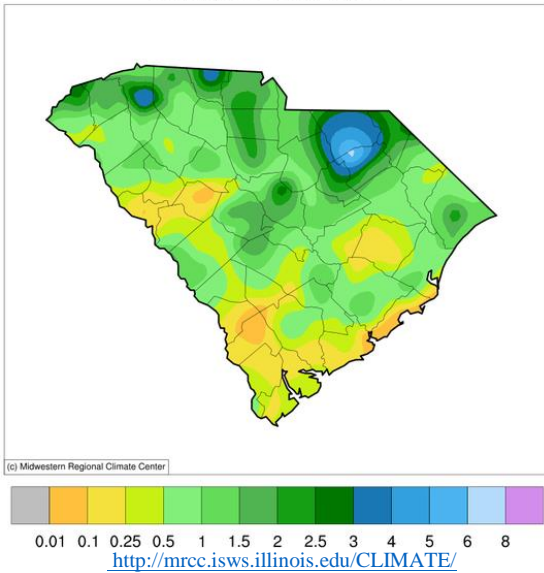 (c) Midwestern Regional Climate Center
0.01 0.1 0.25 0.5 1 1.5 2 2.5 3 4 5 6 8
http://mrcc.isws.illinois.edu/CLIMATE/